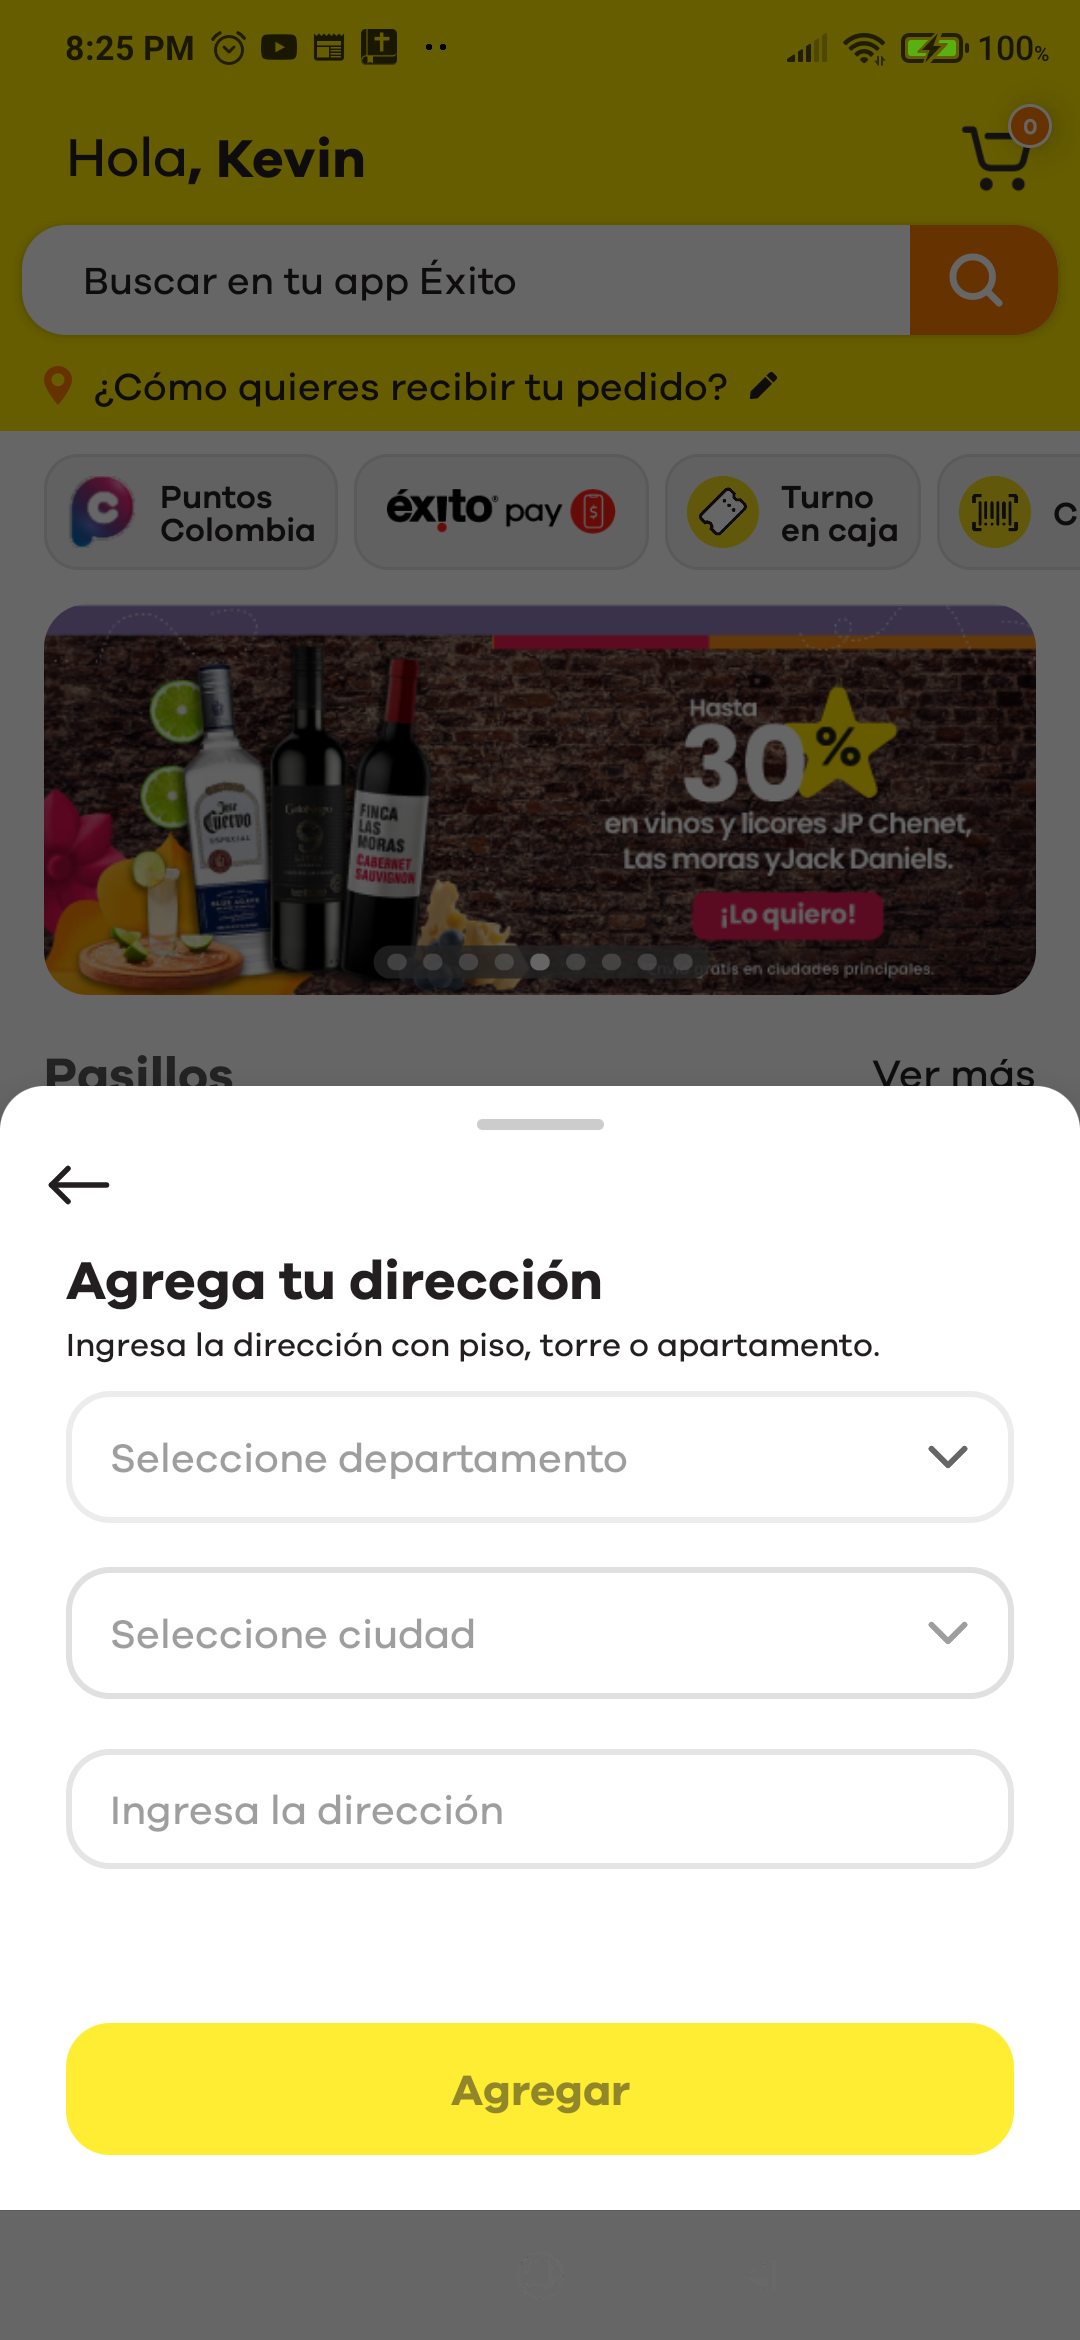 8:25 PM
100%
Hola, Kevin
0
Buscar en tu app Éxito
¿Cómo quieres recibir tu pedido?
Puntos
Colombia
éxito pay
Turno
en caja
C
Hasta
30%
en vinos y licores JP Chenet,
Las moras yJack Daniels.
¡Lo quiero!
gratis en ciudades principales.
Jose
Cuervo
ESPECIAL
FINCA
LAS
MORAS
CABERNET
SAUVIGNON
Pasillos
Ver más
Agrega tu dirección
Ingresa la dirección con piso, torre o apartamento.
Seleccione departamento
Seleccione ciudad
Ingresa la dirección
Agregar